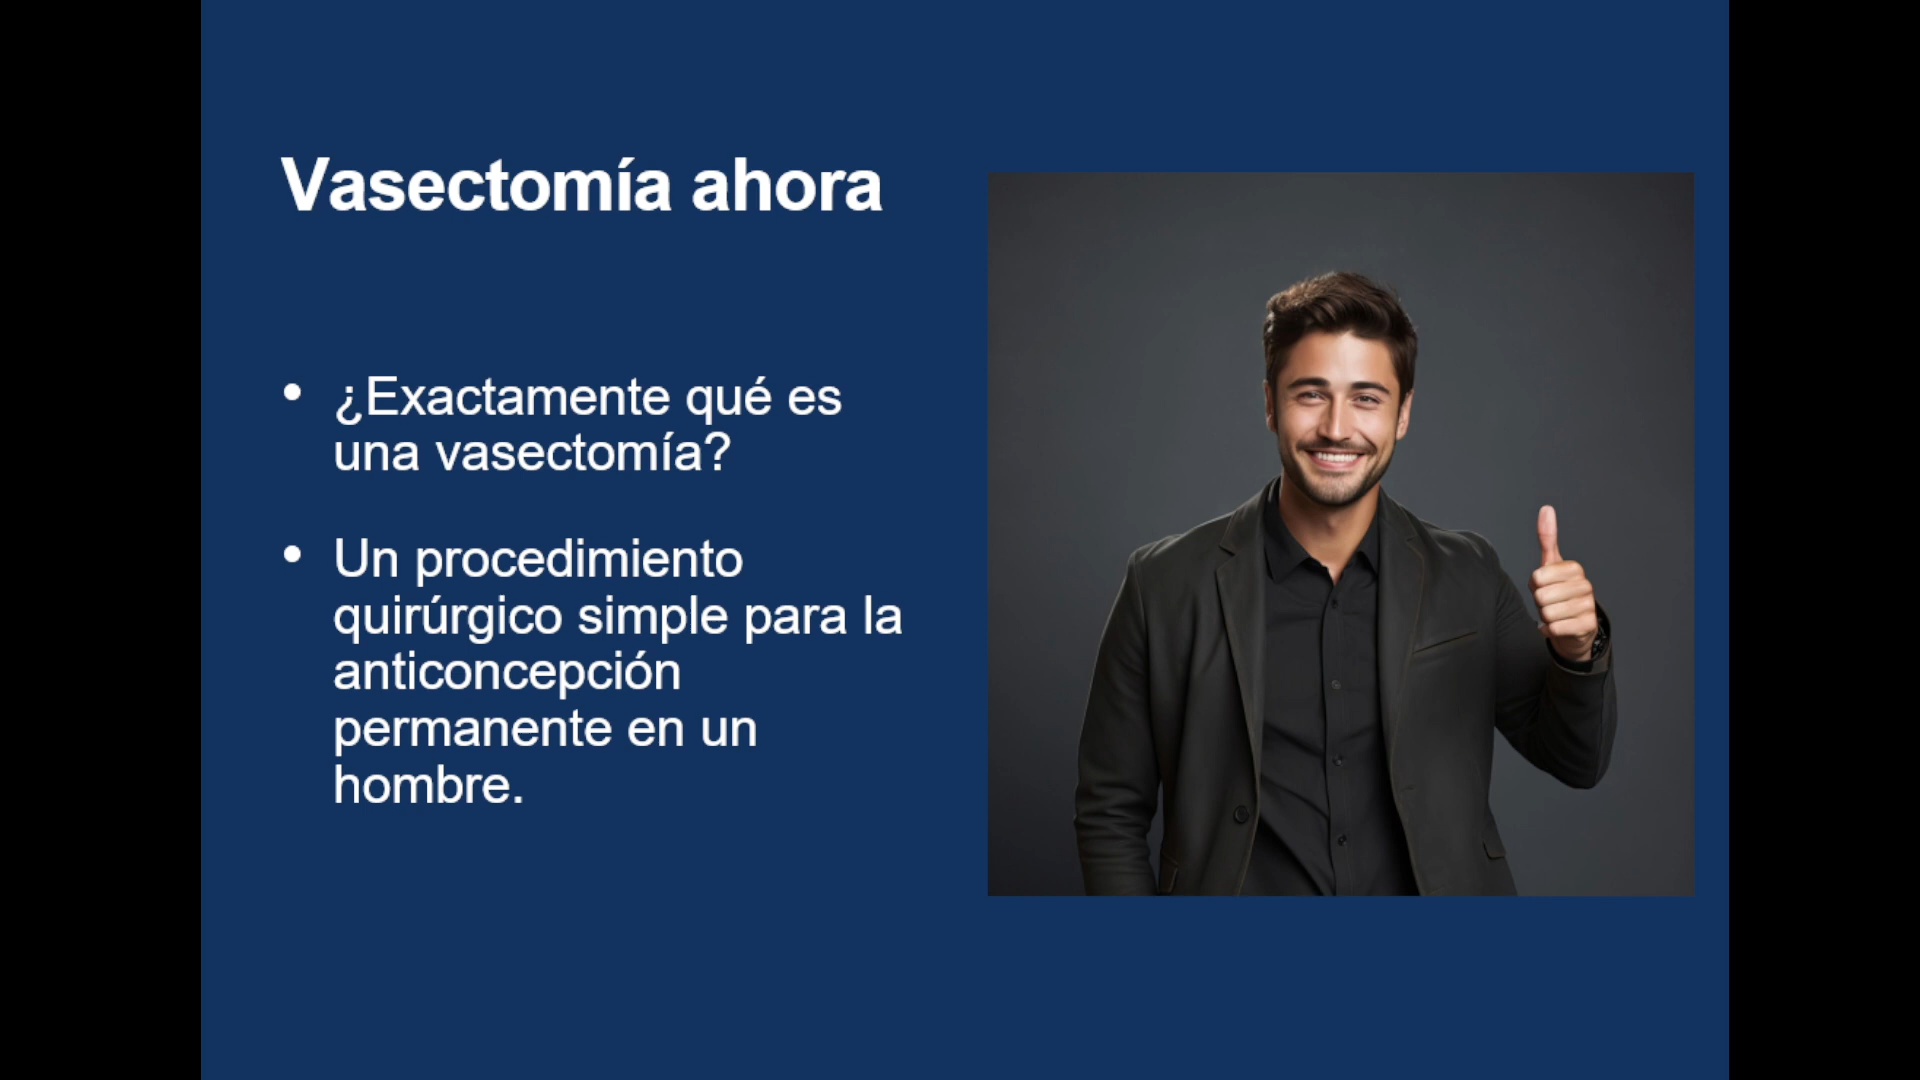 Vasectomía ahora
• ¿Exactamente qué es
una vasectomía?
• Un procedimiento
quirúrgico simple para la
anticoncepción
permanente en un
hombre.